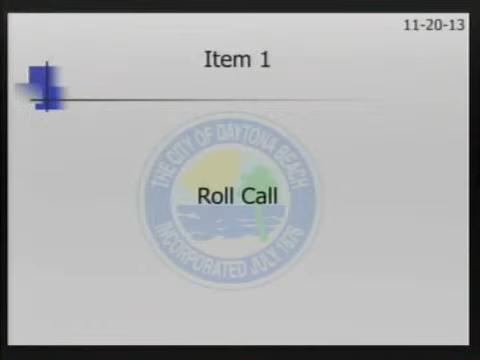 11-20-13
Item 1
THE CITY OF DAYTONA BEACH
Roll Call
INCORPORATED JULY 1876